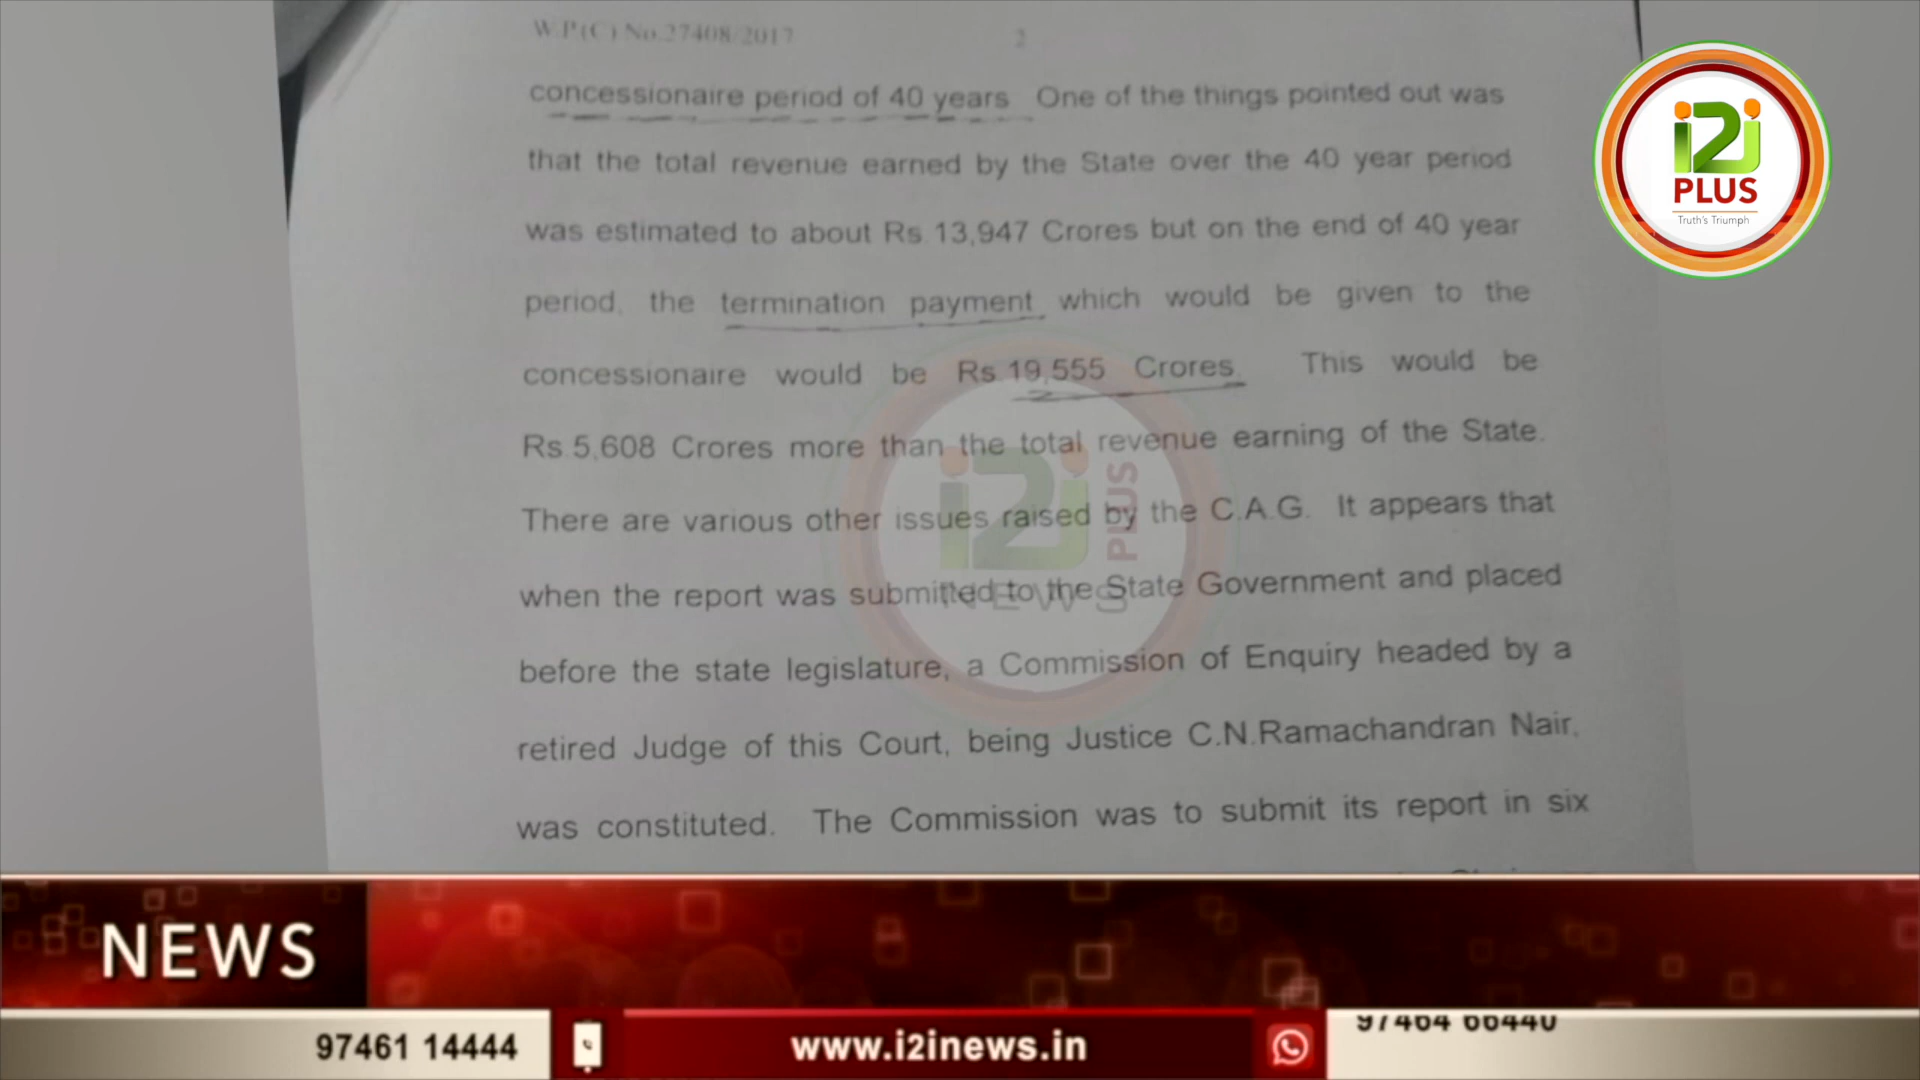 W.P(C) No.27408/2017 2
concessionaire period of 40 years One of the things pointed out was
that the total revenue earned by the State over the 40 year period
was estimated to about Rs.13,947 Crores but on the end of 40 year
period, the termination payment which would be given to the
concessionaire would be Rs.19,555 Crores. This would be
Rs.5,608 Crores more than the total revenue earning of the State.
There are various other issues raised by the C.A.G. It appears that
when the report was submitted to the State Government and placed
before the state legislature, a Commission of Enquiry headed by a
retired Judge of this Court, being Justice C.N.Ramachandran Nair,
was constituted. The Commission was to submit its report in six
i2i
PLUS
Truth's Triumph
i2i PLUS
NEWS
NEWS
97461 14444
www.i2inews.in
97464 66440